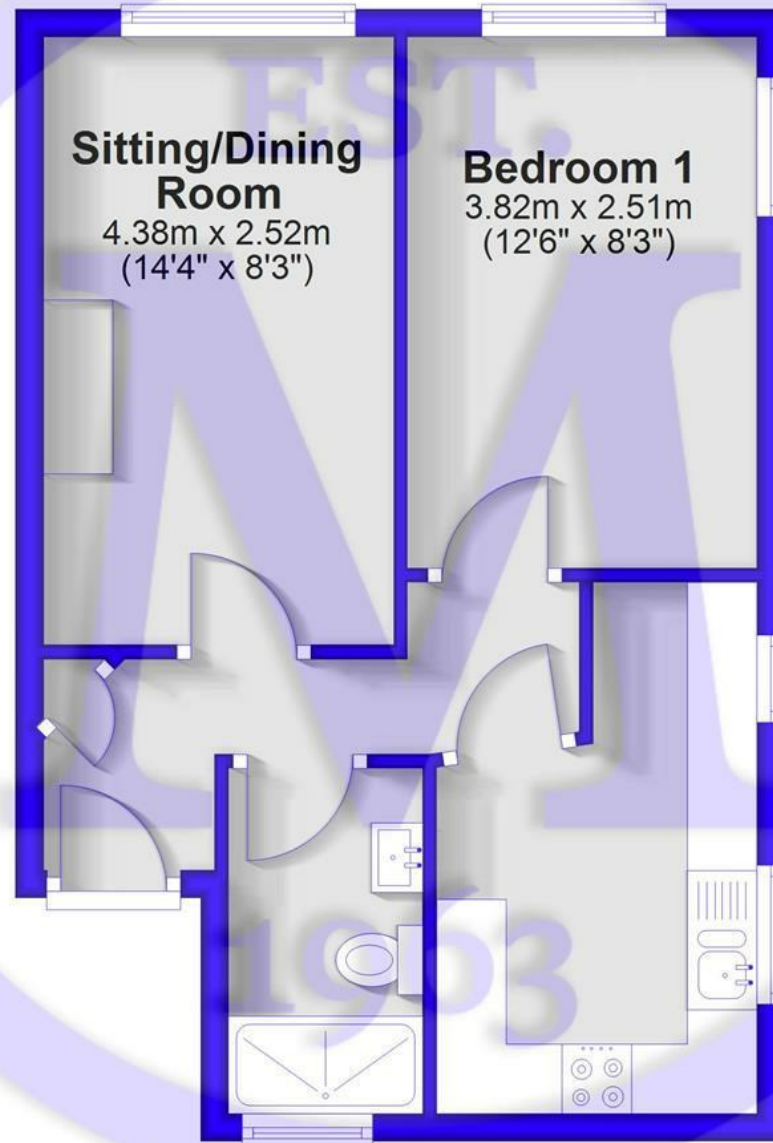 EST.
Sitting/Dining
Room
4.38m x 2.52m
(14'4" x 8'3")
Bedroom 1
3.82m x 2.51m
(12'6" x 8'3")
M
1963